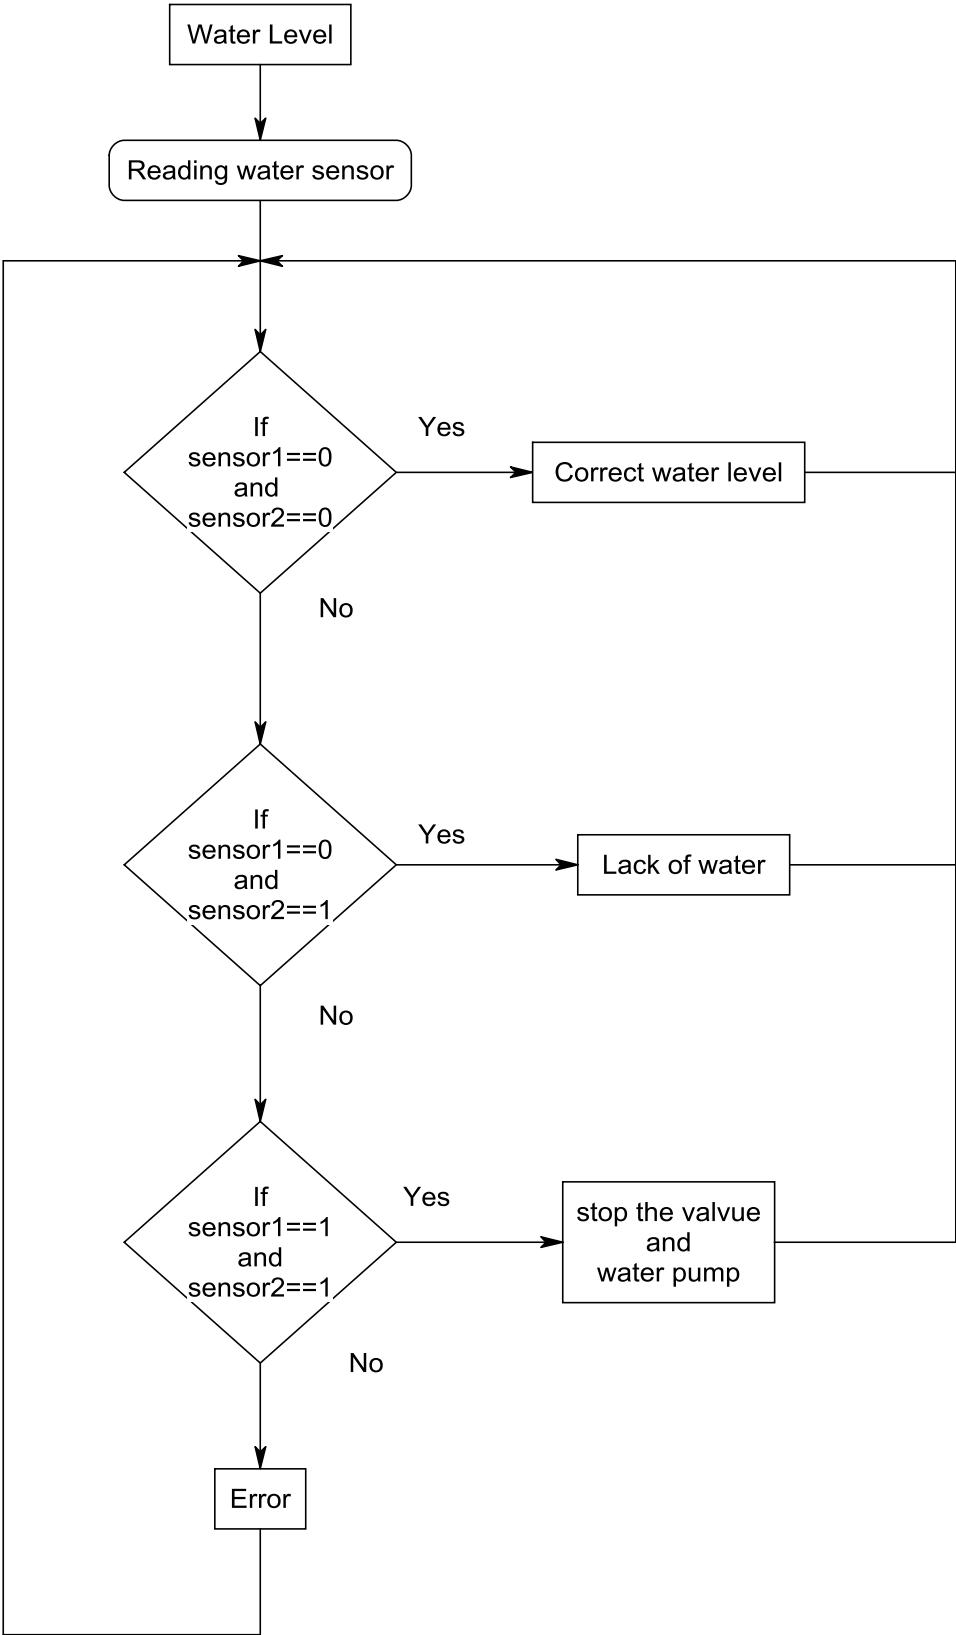 Water Level
Reading water sensor
If
sensor1==0
and
sensor2==0
Yes
Correct water level
No
If
sensor1==0
and
sensor2==1
Yes
Lack of water
No
If
sensor1==1
and
sensor2==1
Yes
stop the valvue
and
water pump
No
Error